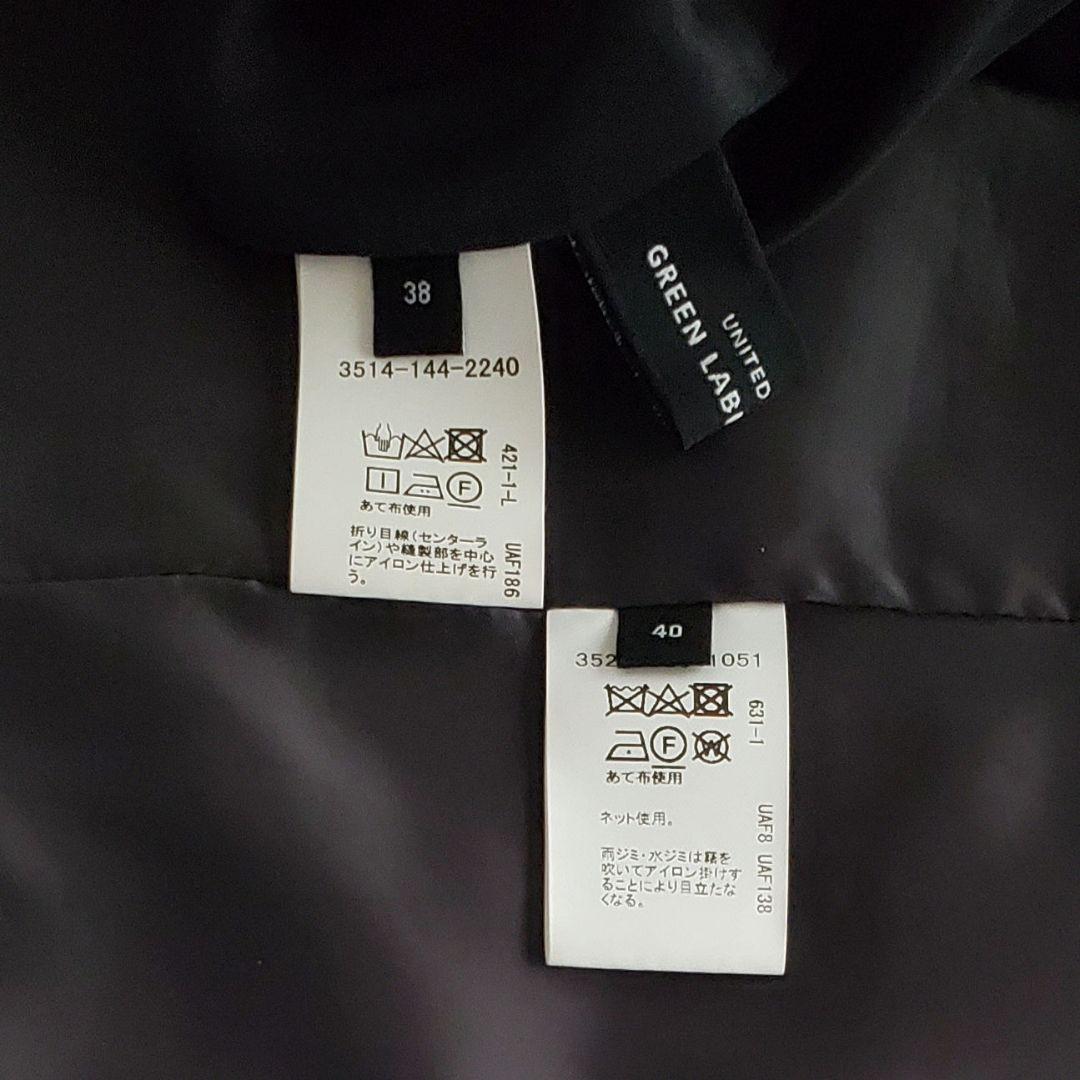 38
3514-144-2240
421-1-L
F
あて布使用
折り目線(センターラ
イン)や縫製部を中心
にアイロン仕上げを行
う。
UAF186
UNITED
GREEN LAB
40
352
1051
631-1
F
W
あて布使用
ネット使用。
雨ジミ・水ジミは霧を
吹いてアイロン掛けす
ることにより目立たな
くなる。
UAF8 UAF138